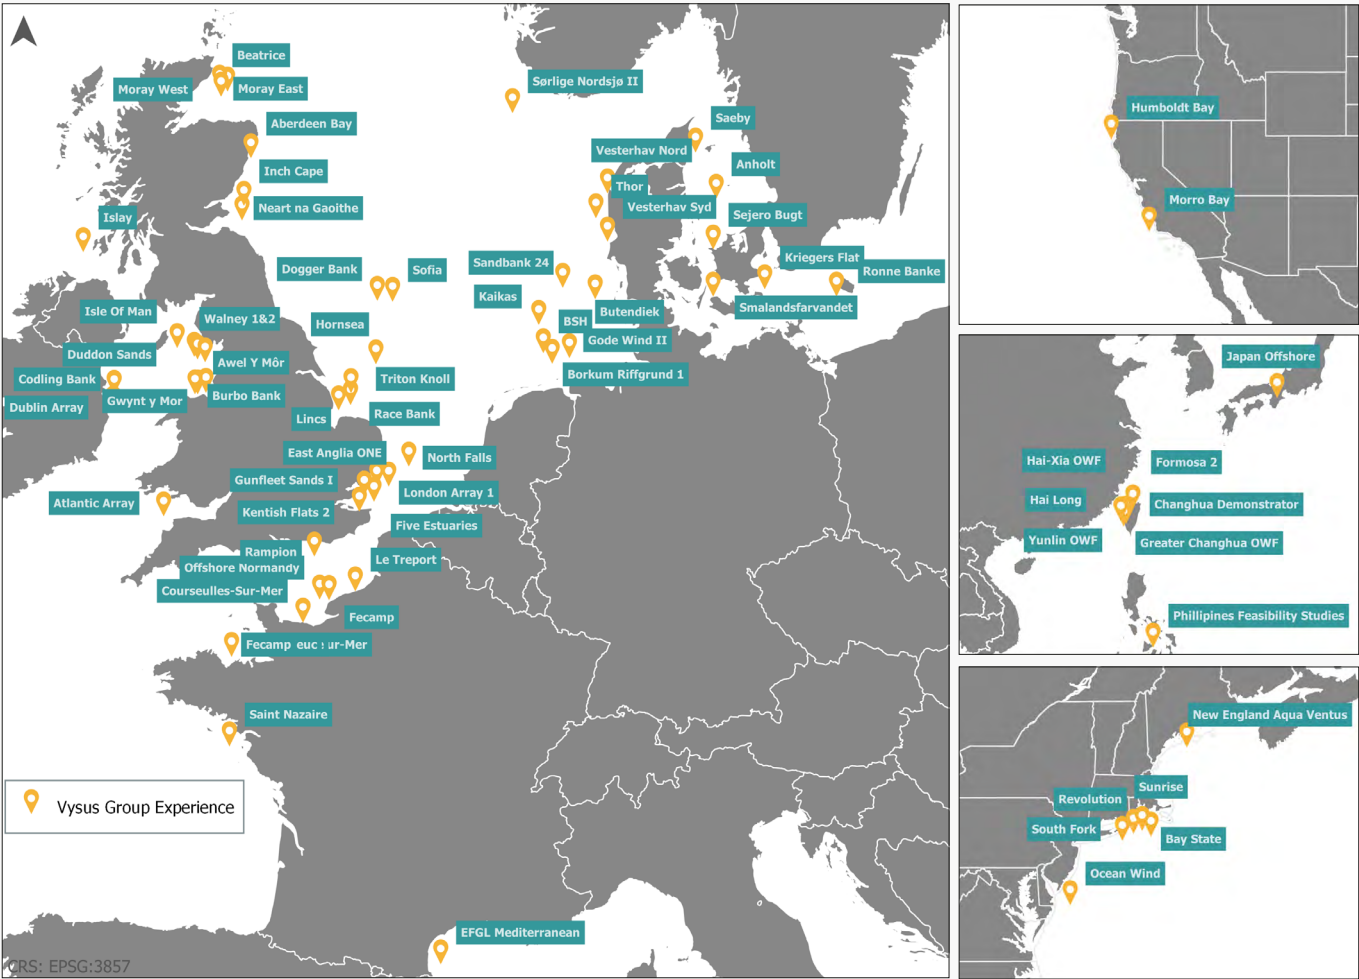 Beatrice
Moray West
Moray East
Aberdeen Bay
Inch Cape
Neart na Gaoithe
Islay
Sørlige Nordsjø II
Saeby
Vesterhav Nord
Anholt
Thor
Vesterhav Syd
Sejero Bugt
Kriegers Flat
Ronne Banke
Smalandsfarvandet
Dogger Bank
Sofia
Sandbank 24
Kaikas
Butendiek
BSH
Gode Wind II
Borkum Riffgrund 1
Isle Of Man
Walney 1&2
Hornsea
Duddon Sands
Awel Y Môr
Codling Bank
Gwynt y Mor
Burbo Bank
Dublin Array
Triton Knoll
Race Bank
Lincs
East Anglia ONE
North Falls
Gunfleet Sands I
London Array 1
Atlantic Array
Kentish Flats 2
Five Estuaries
Rampion
Offshore Normandy
Le Treport
Courseulles-Sur-Mer
Fecamp
Fecamp euc ur-Mer
Saint Nazaire
Vysus Group Experience
EFGL Mediterranean
CRS: EPSG:3857
Humboldt Bay
Morro Bay
Japan Offshore
Hai-Xia OWF
Formosa 2
Hai Long
Changhua Demonstrator
Yunlin OWF
Greater Changhua OWF
Phillipines Feasibility Studies
New England Aqua Ventus
Sunrise
Revolution
South Fork
Bay State
Ocean Wind